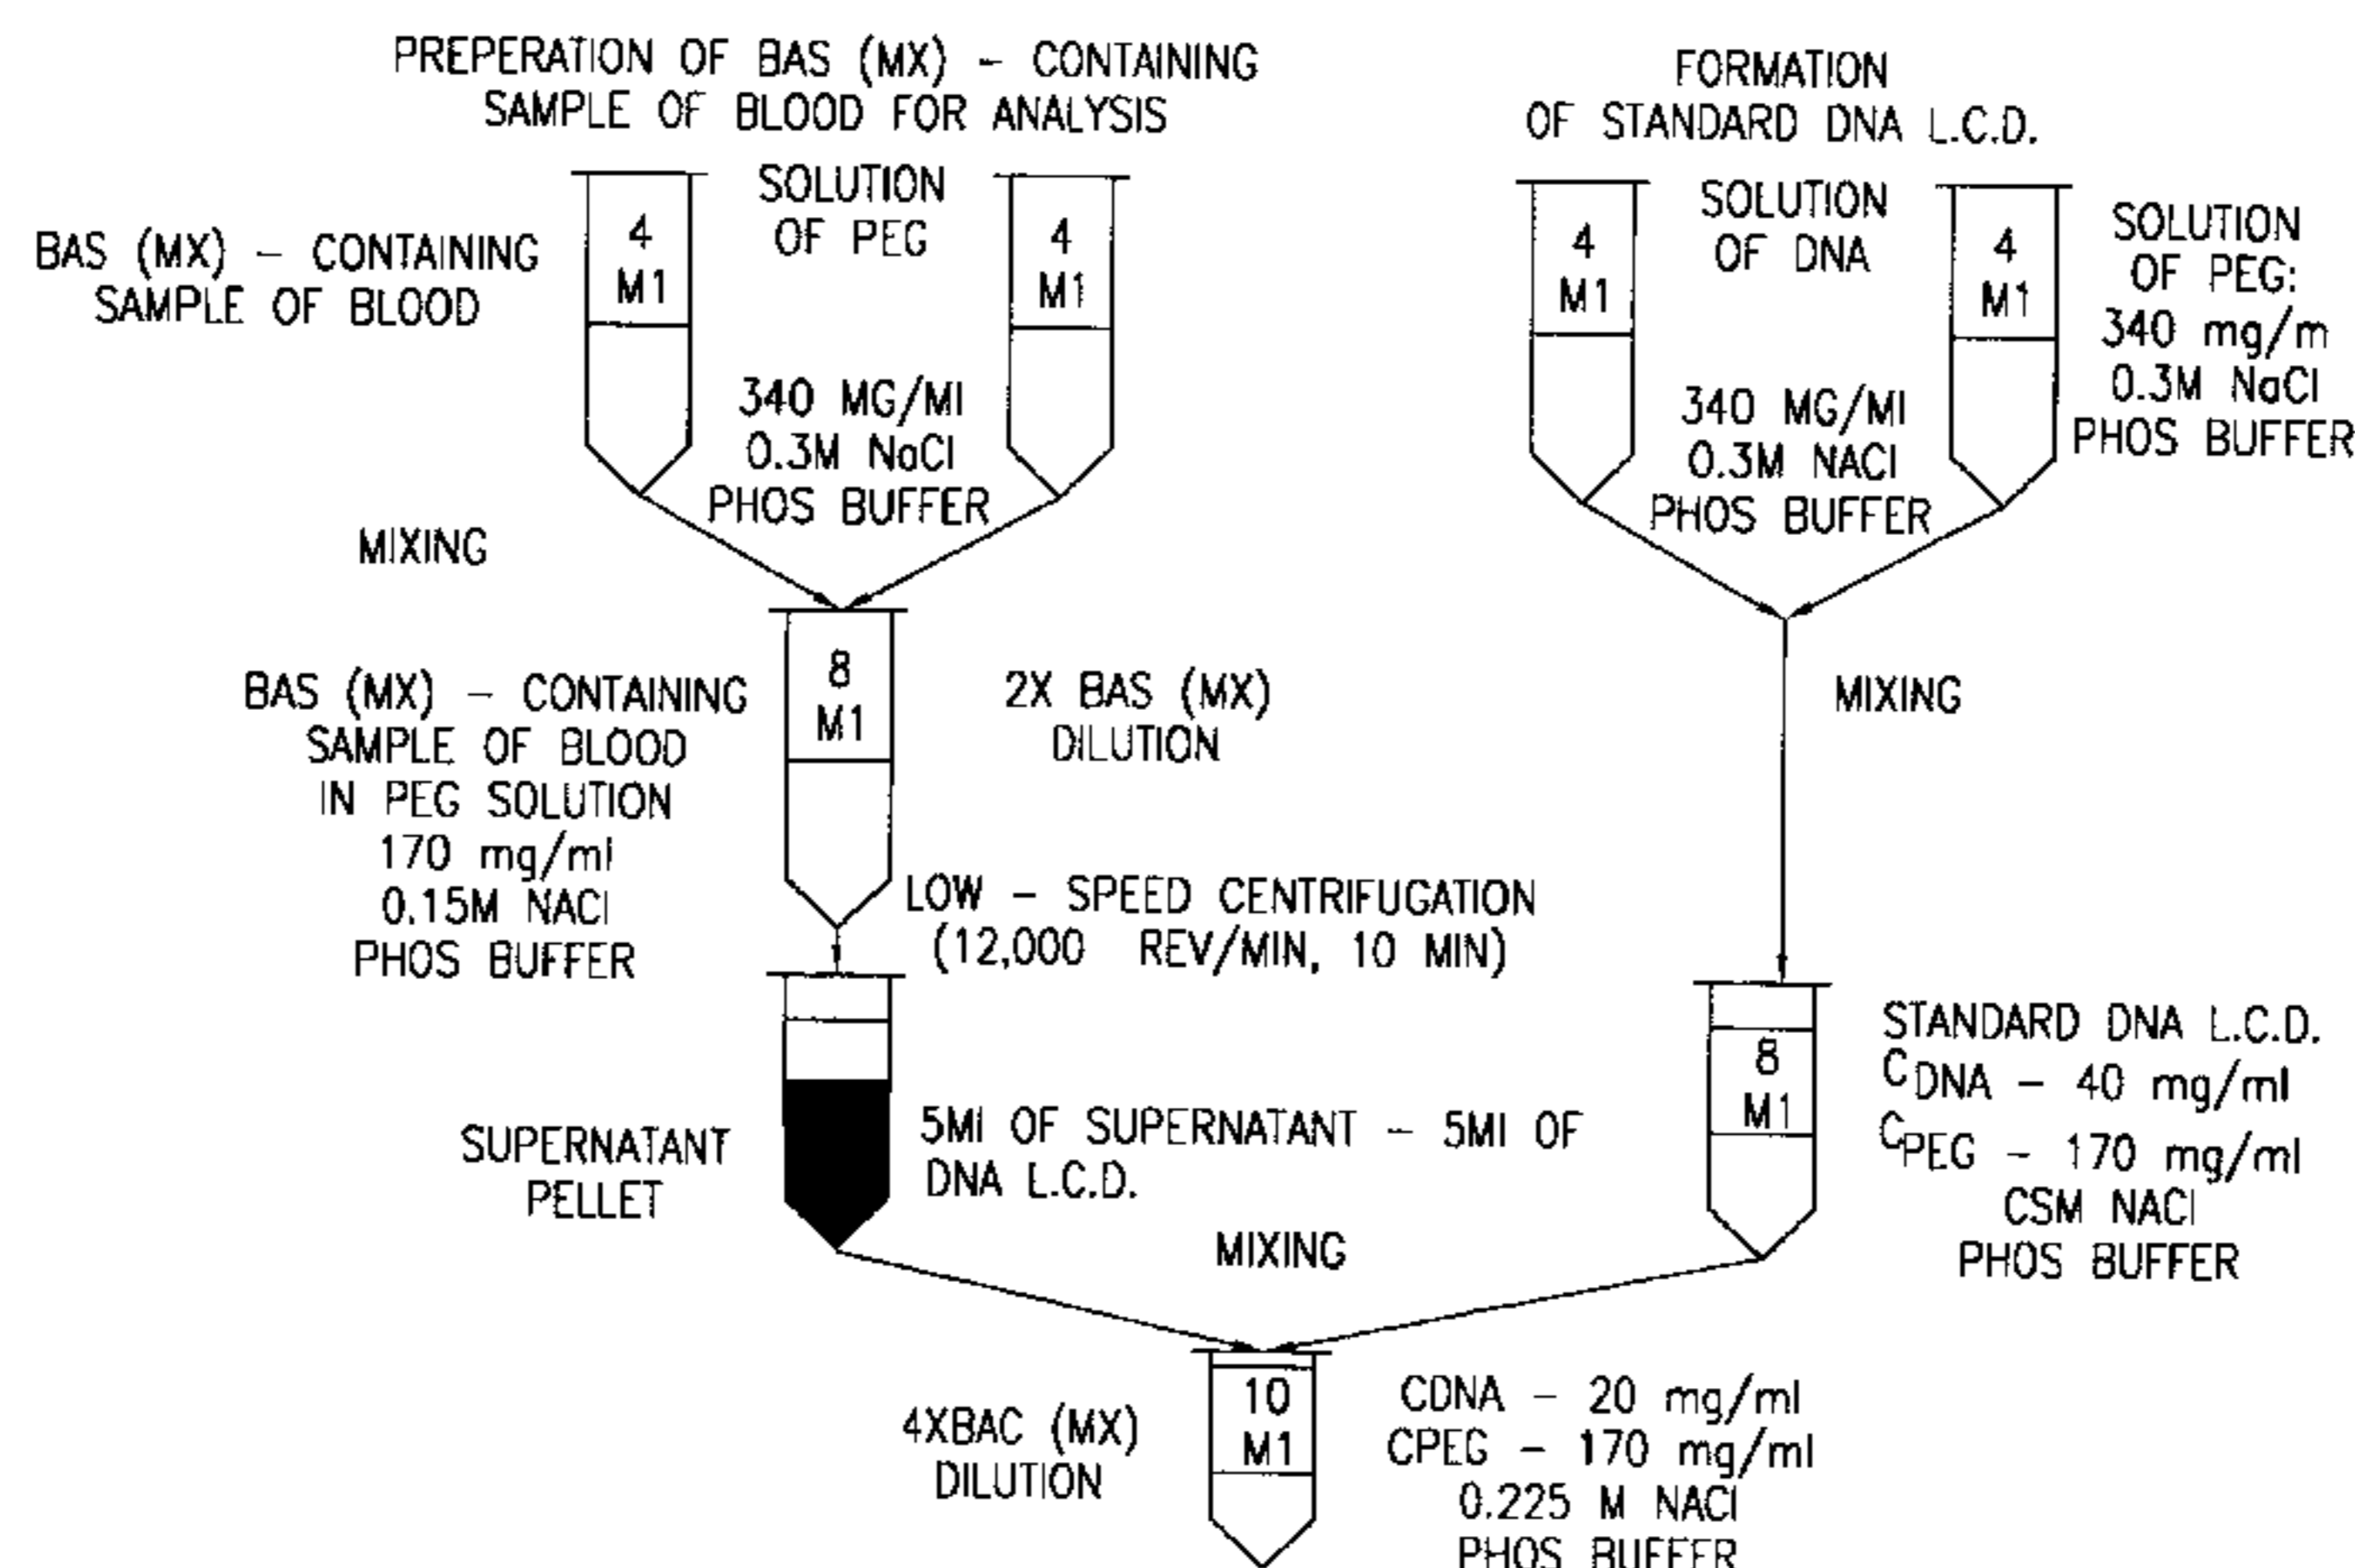 PREPERATION OF BAS (MX) – CONTAINING
SAMPLE OF BLOOD FOR ANALYSIS
BAS (MX) – CONTAINING
SAMPLE OF BLOOD
4
M1
SOLUTION
OF PEG
4
M1
340 MG/MI
0.3M NaCl
PHOS BUFFER
MIXING
FORMATION
OF STANDARD DNA L.C.D.
4
M1
SOLUTION
OF DNA
4
M1
SOLUTION
OF PEG:
340 mg/m
0.3M NaCl
PHOS BUFFER
340 MG/MI
0.3M NACl
PHOS BUFFER
BAS (MX) – CONTAINING
SAMPLE OF BLOOD
IN PEG SOLUTION
170 mg/ml
0.15M NACl
PHOS BUFFER
8
M1
2X BAS (MX)
DILUTION
MIXING
LOW – SPEED CENTRIFUGATION
(12,000 REV/MIN, 10 MIN)
SUPERNATANT
PELLET
5MI OF SUPERNATANT – 5MI OF
DNA L.C.D.
8
M1
STANDARD DNA L.C.D.
CDNA – 40 mg/ml
CPEG – 170 mg/ml
CSM NACl
PHOS BUFFER
MIXING
4XBAC (MX)
DILUTION
10
M1
CDNA – 20 mg/ml
CPEG – 170 mg/ml
0.225 M NACl
PHOS BUFFER